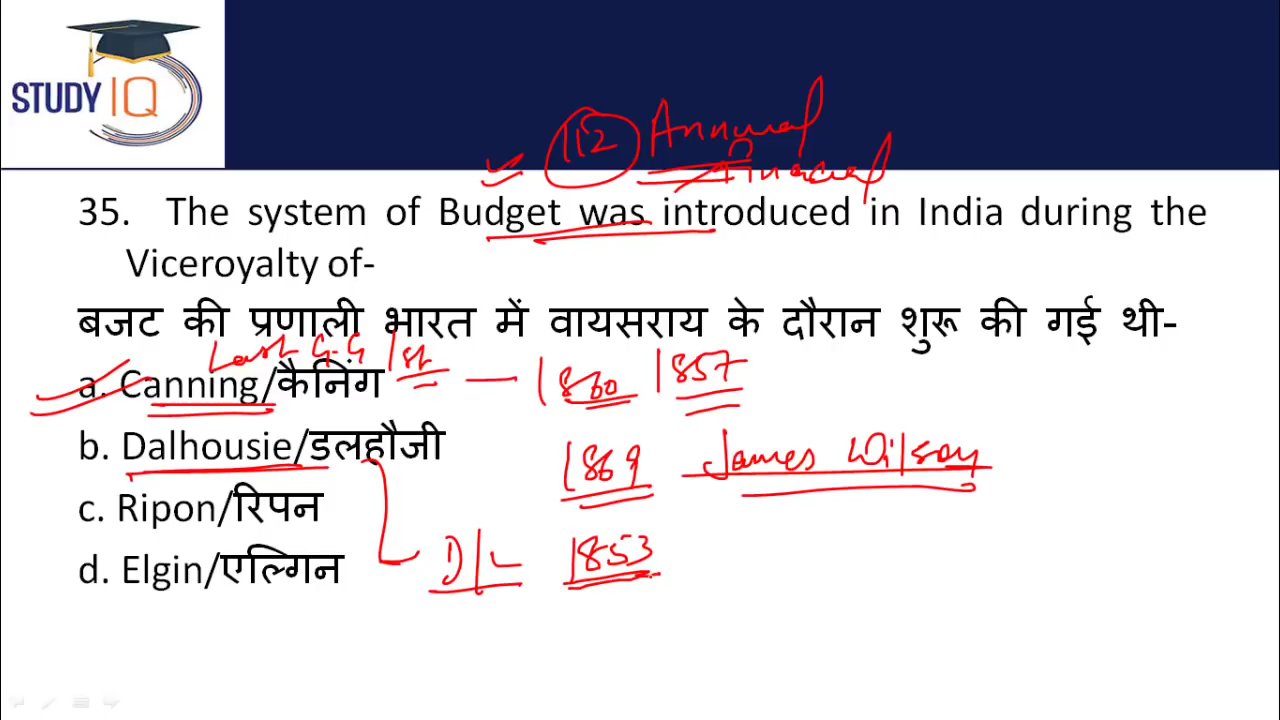 STUDY IQ
112 Annual
Financial
35. The system of Budget was introduced in India during the
Viceroyalty of-
बजट की प्रणाली भारत में वायसराय के दौरान शुरू की गई थी-
Last G.G 1st
a. Canning/कैनिंग — 1860 1857
b. Dalhousie/डलहौजी
1869 James Wilson
c. Ripon/रिपन
d. Elgin/एल्गिन D/L 1853